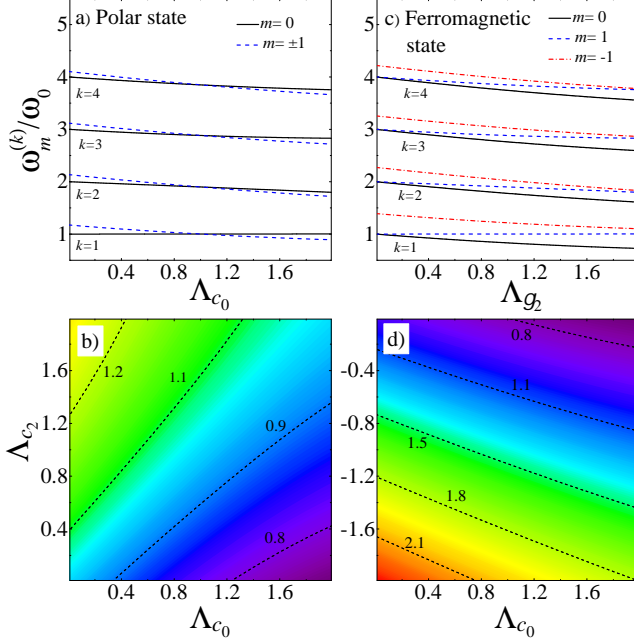 a) Polar state
m= 0
m= ±1
ω_m^(k)/ω_0
5
4
3
2
1
k=4
k=3
k=2
k=1
0.4 0.8 1.2 1.6
Λ_c_0
c) Ferromagnetic
state
m= 0
m= 1
m= -1
5
4
3
2
1
k=4
k=3
k=2
k=1
0.4 0.8 1.2 1.6
Λ_g_2
b)
Λ_c_2
1.6
1.2
0.8
0.4
1.2
1.1
0.9
0.8
0.4 0.8 1.2 1.6
Λ_c_0
d)
-0.4
-0.8
-1.2
-1.6
0.8
1.1
1.5
1.8
2.1
0.4 0.8 1.2 1.6
Λ_c_0